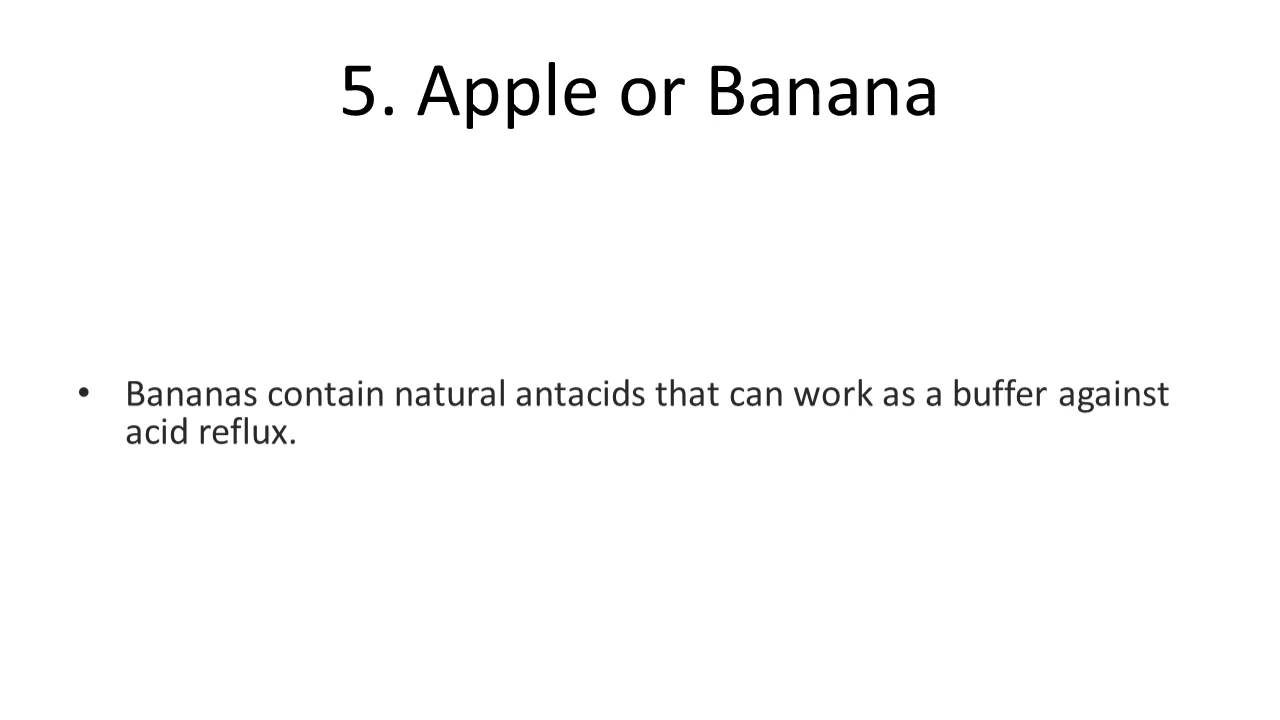 5. Apple or Banana
• Bananas contain natural antacids that can work as a buffer against
acid reflux.